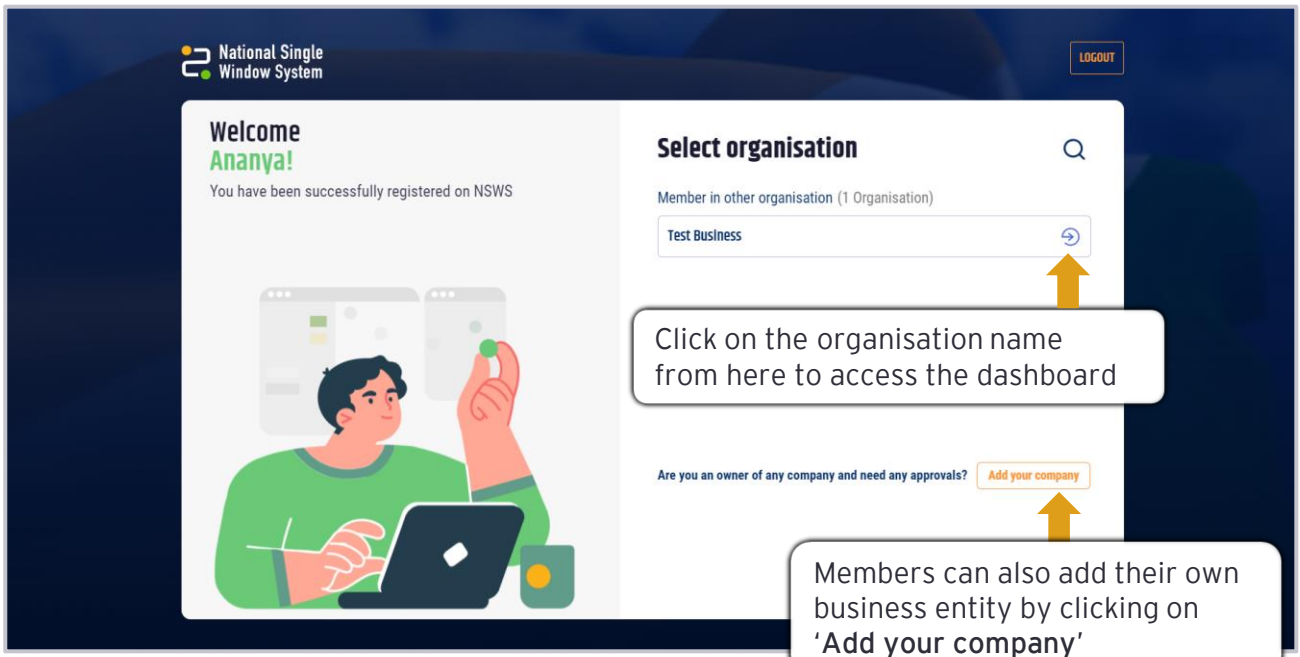 National Single
Window System
LOGOUT
Welcome
Ananya!
You have been successfully registered on NSWS
Select organisation
Member in other organisation (1 Organisation)
Test Business
Click on the organisation name
from here to access the dashboard
Are you an owner of any company and need any approvals? Add your company
Members can also add their own
business entity by clicking on
‘Add your company’